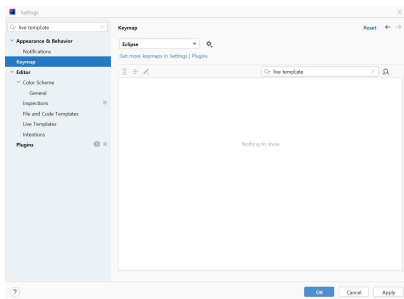 Settings
live template
Appearance & Behavior
Notifications
Keymap
Editor
Color Scheme
General
Inspections
File and Code Templates
Live Templates
Intentions
Plugins
Keymap
Reset
Eclipse
Get more keymaps in Settings | Plugins
live template
Nothing to show
?
OK
Cancel
Apply